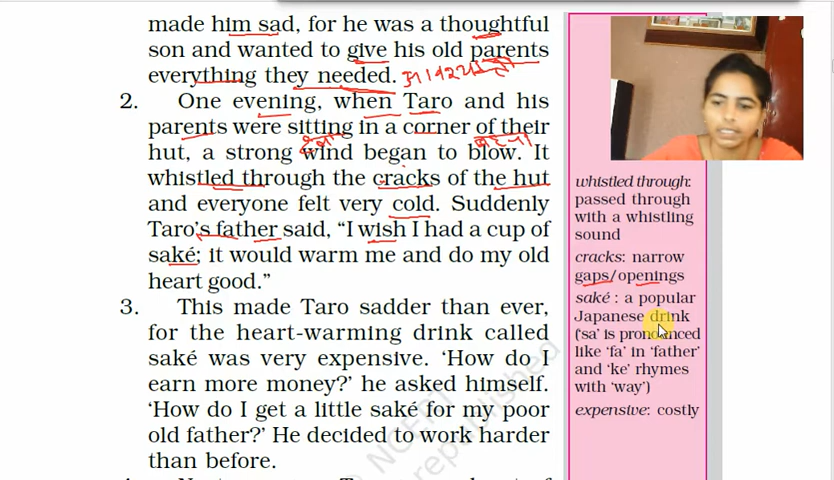 made him sad, for he was a thoughtful
son and wanted to give his old parents
everything they needed.
2. One evening, when Taro and his
parents were sitting in a corner of their
hut, a strong wind began to blow. It
whistled through the cracks of the hut
and everyone felt very cold. Suddenly
Taro's father said, “I wish I had a cup of
saké; it would warm me and do my old
heart good.”
3. This made Taro sadder than ever,
for the heart-warming drink called
saké was very expensive. ‘How do I
earn more money?’ he asked himself.
‘How do I get a little saké for my poor
old father?’ He decided to work harder
than before.
whistled through:
passed through
with a whistling
sound
cracks: narrow
gaps/openings
saké : a popular
Japanese drink
(‘sa’ is pronounced
like ‘fa’ in ‘father’
and ‘ke’ rhymes
with ‘way’)
expensive: costly
© NCERT
republished